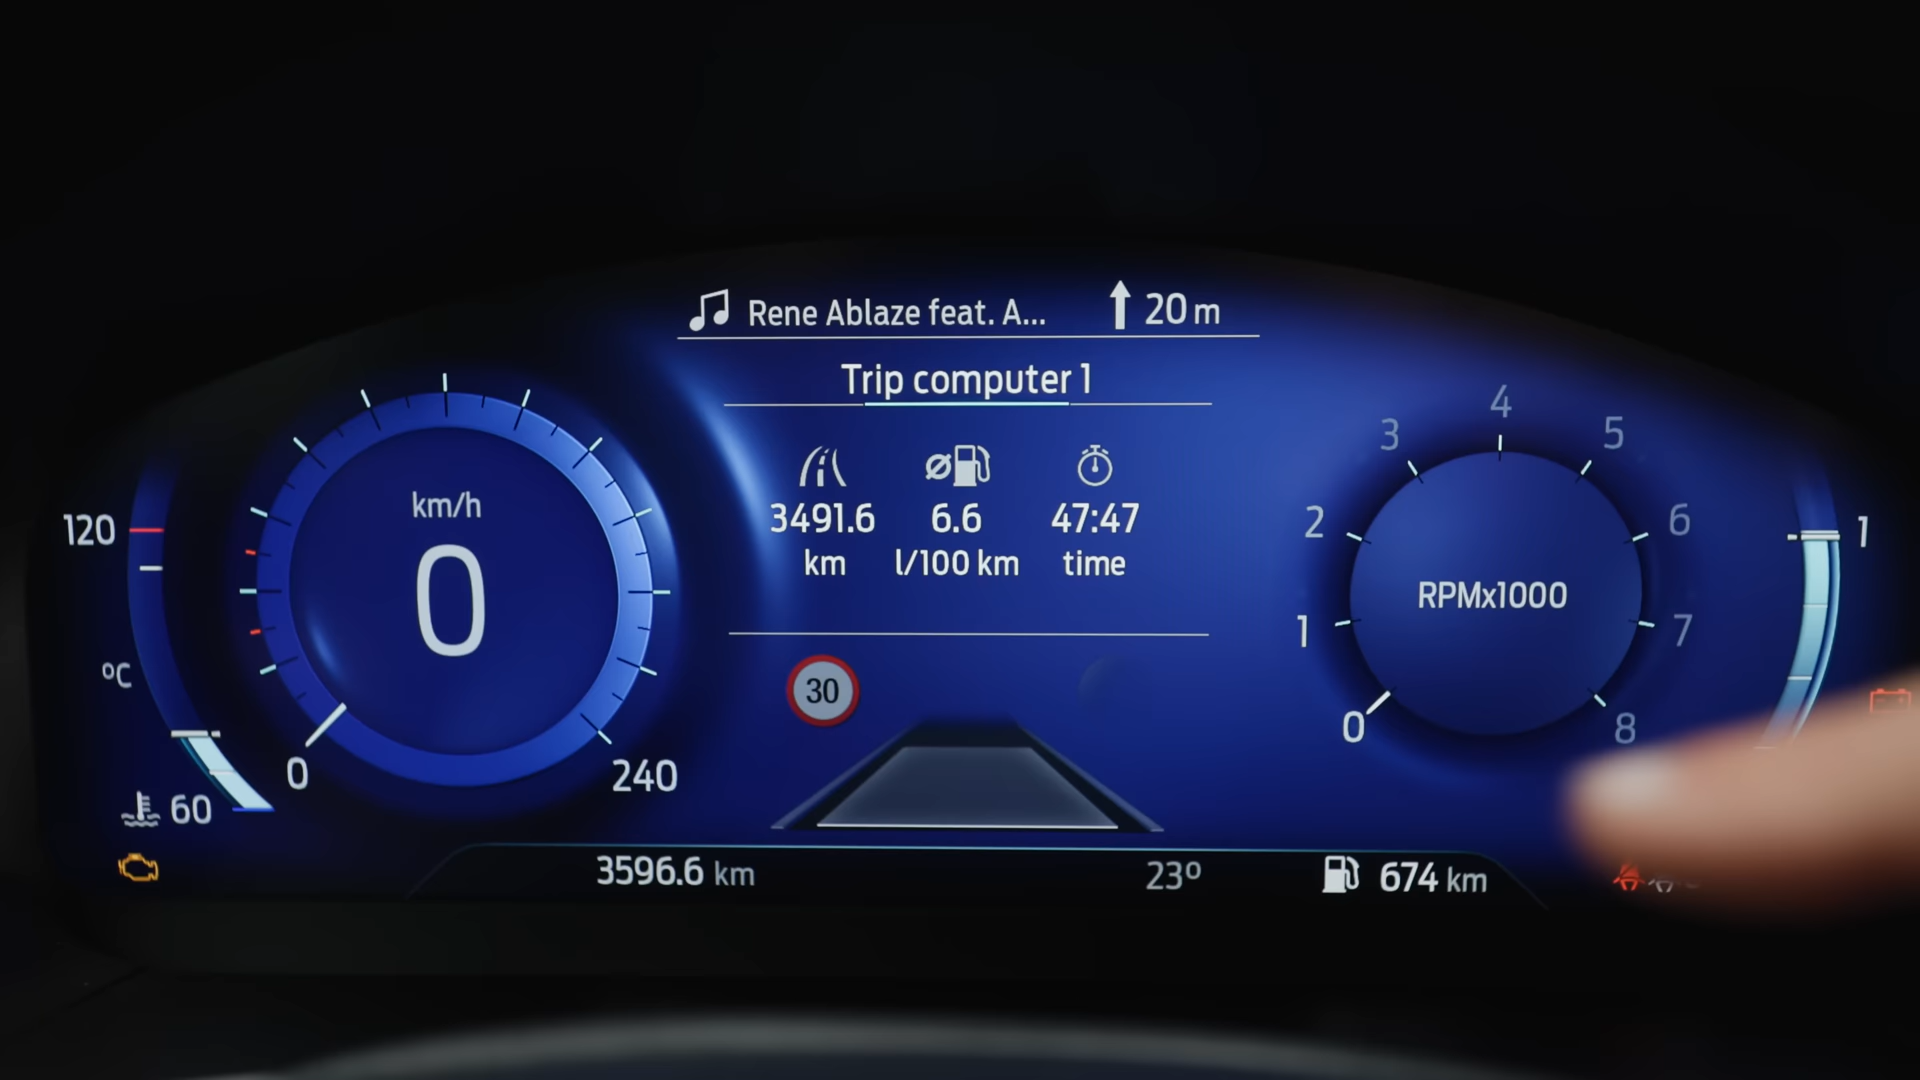 Rene Ablaze feat. A... 20 m
Trip computer 1
3491.6 6.6 47:47
km l/100 km time
30
120
°C
60
km/h
0
0
240
RPMx1000
0
1
2
3
4
5
6
7
8
1
3596.6 km 23° 674 km